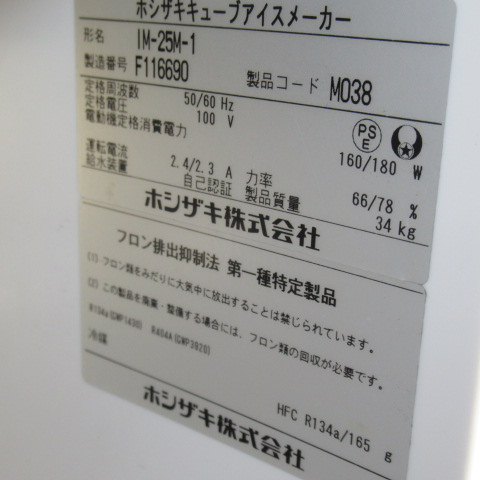 ホシザキキューブアイスメーカー
形名 IM-25M-1
製造番号 F116690 製品コード M038
定格周波数 50/60 Hz
定格電圧 100 V
電動機定格消費電力 160/180 W
PS
E
運転電流 2.4/2.3 A 力率 66/78 %
給水装置 自己認証 製品質量 34 kg
ホシザキ株式会社
フロン排出抑制法 第一種特定製品
(1) フロン類をみだりに大気中に放出することは禁じられています。
(2) この製品を廃棄・整備する場合には、フロン類の回収が必要です。
R134a(GWP1430) R404A(GWP3920)
冷媒 HFC R134a/165 g
ホシザキ株式会社